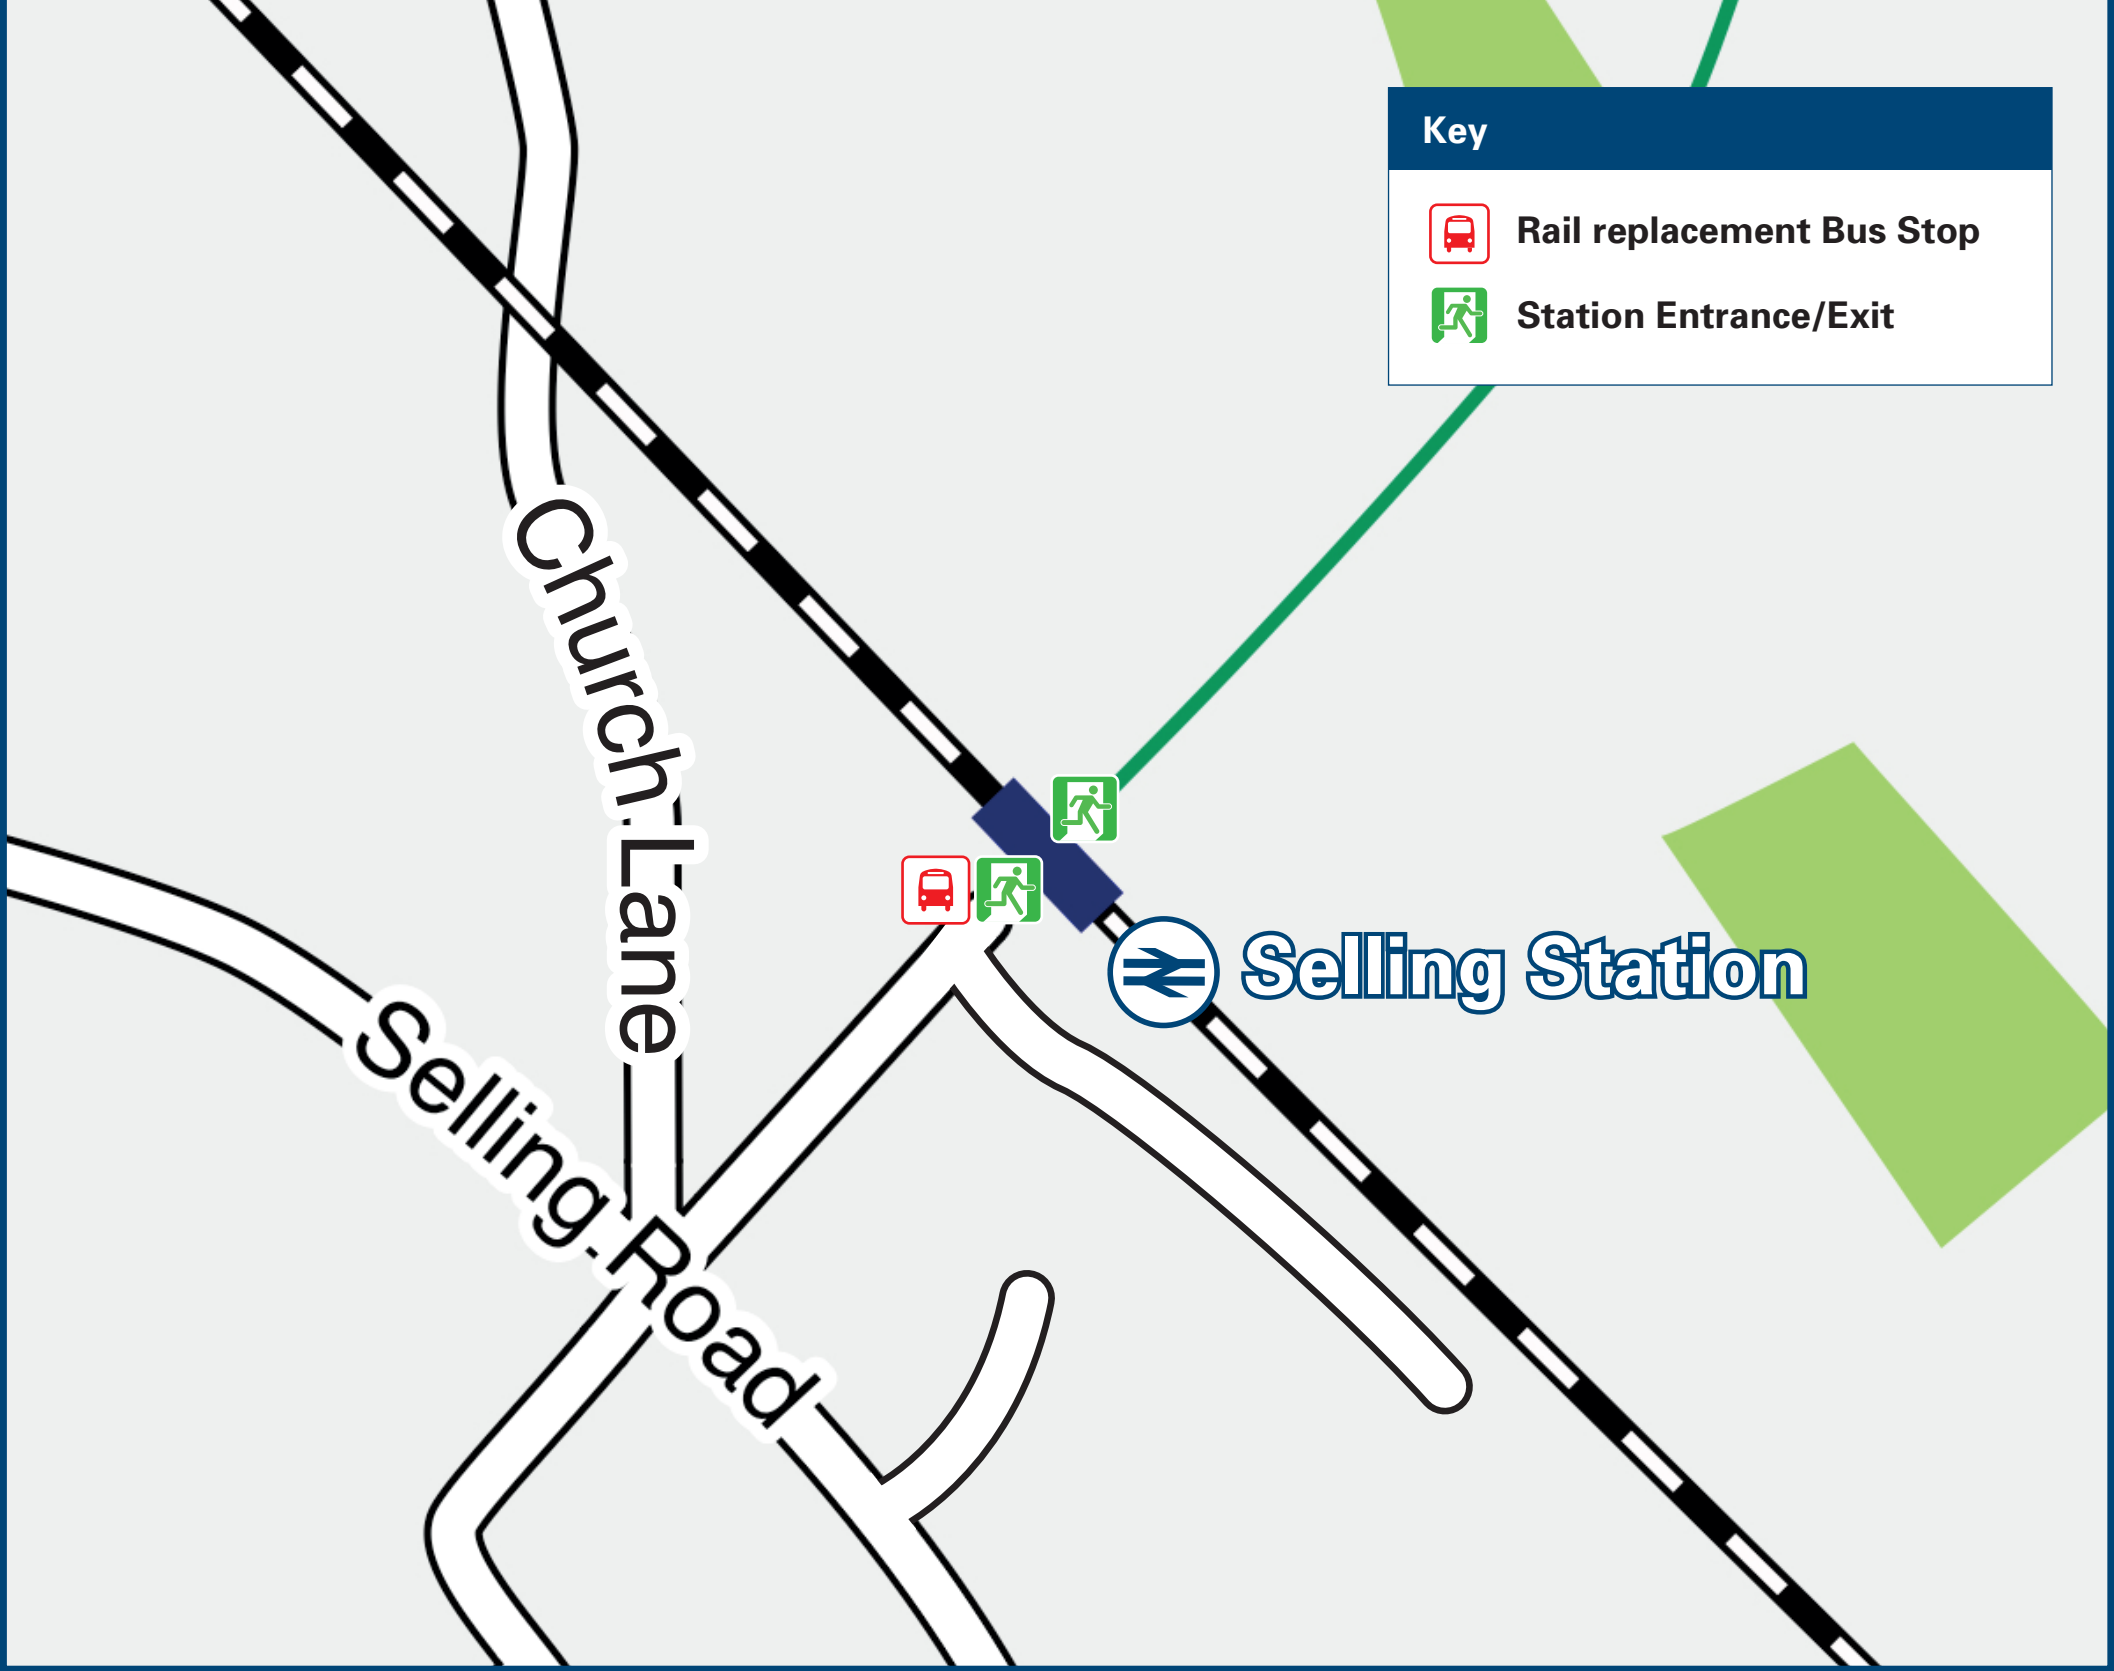 Key
Rail replacement Bus Stop
Station Entrance/Exit
Church Lane
Selling Station
Selling Road